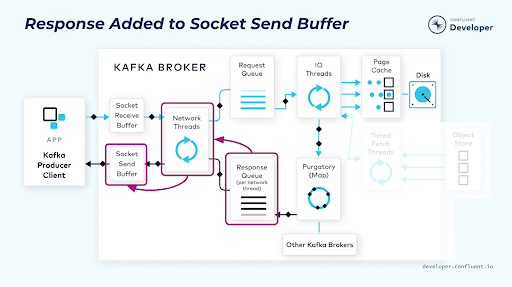 Response Added to Socket Send Buffer
CONFLUENT
Developer
KAFKA BROKER
Request
Queue
IO
Threads
Page
Cache
Disk
Socket
Receive
Buffer
Network
Threads
APP
Kafka
Producer
Client
Socket
Send
Buffer
Response
Queue
(per network
thread)
Purgatory
(Map)
Tiered
Fetch
Threads
Object
Store
Other Kafka Brokers
developer.confluent.io